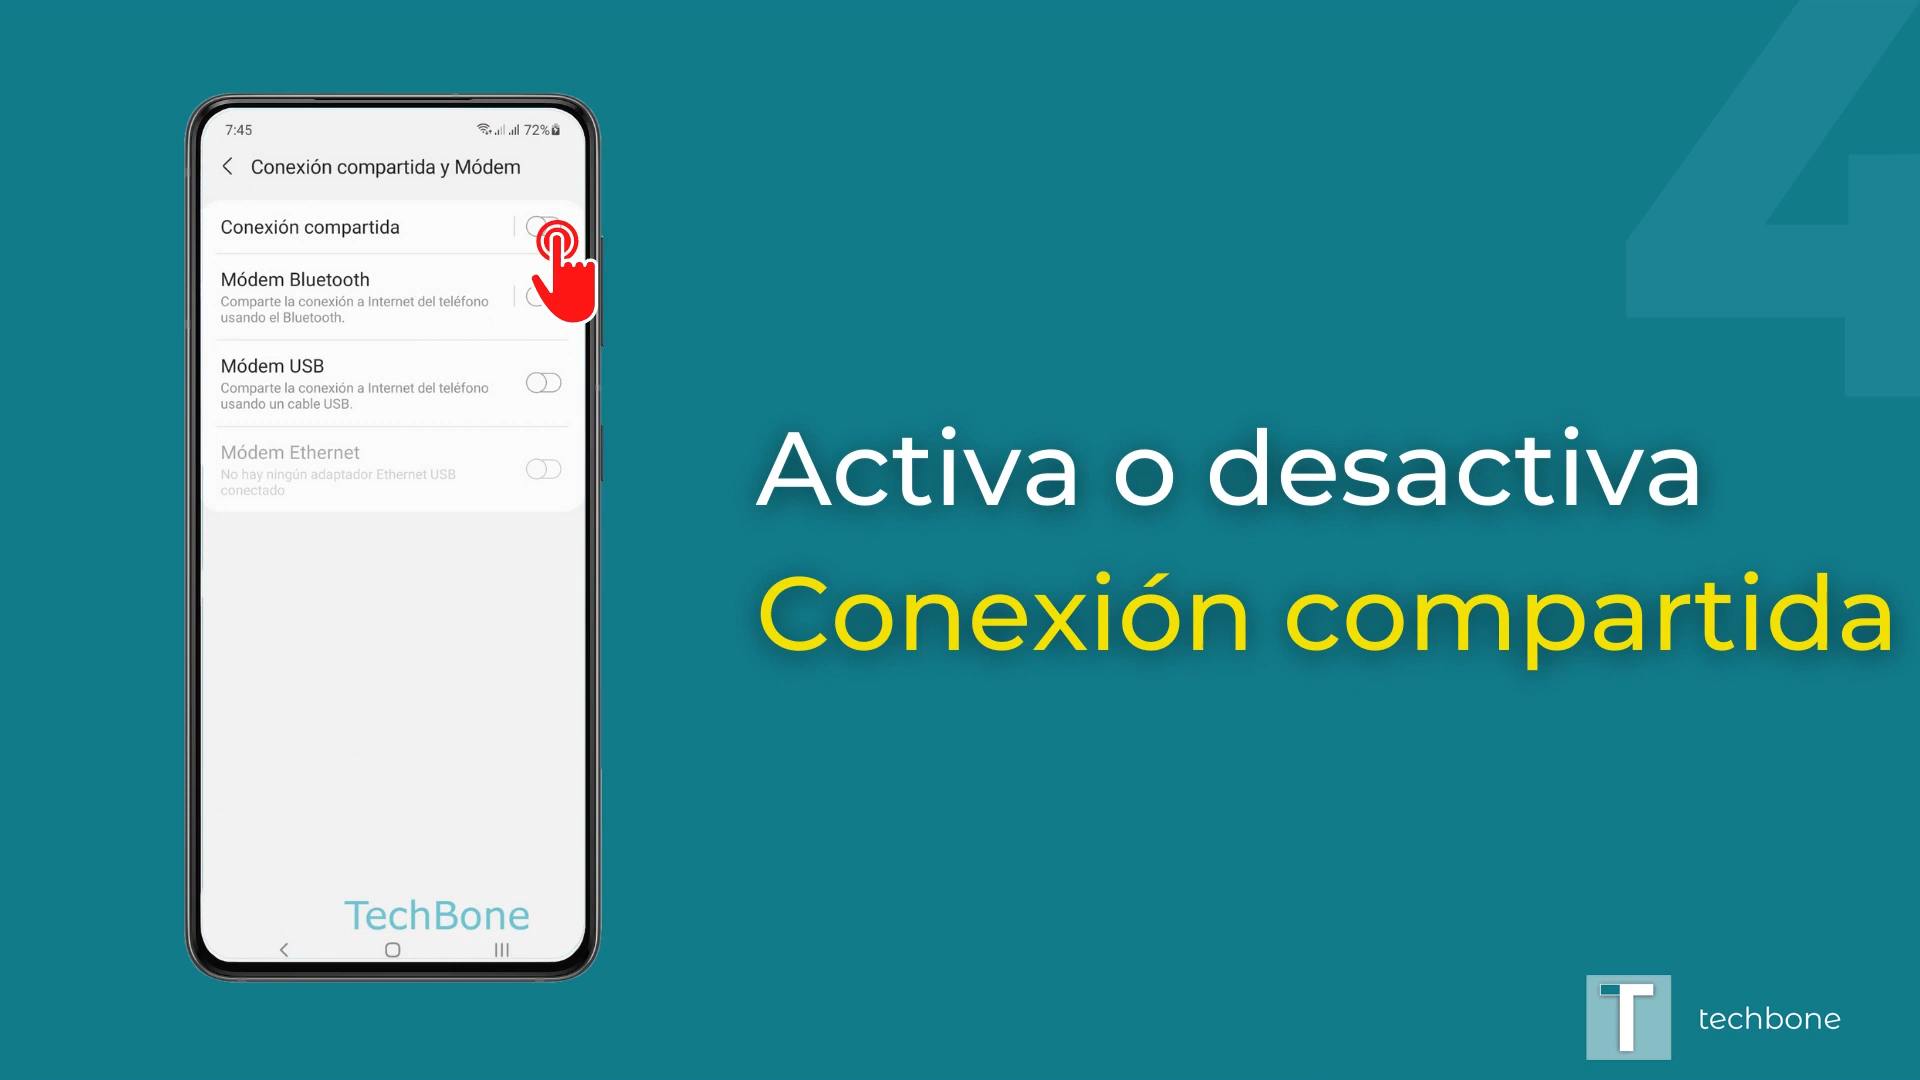 4
7:45
72%
Conexión compartida y Módem
Conexión compartida
Módem Bluetooth
Comparte la conexión a Internet del teléfono
usando el Bluetooth.
Módem USB
Comparte la conexión a Internet del teléfono
usando un cable USB.
Módem Ethernet
No hay ningún adaptador Ethernet USB
conectado
TechBone
Activa o desactiva
Conexión compartida
T
techbone